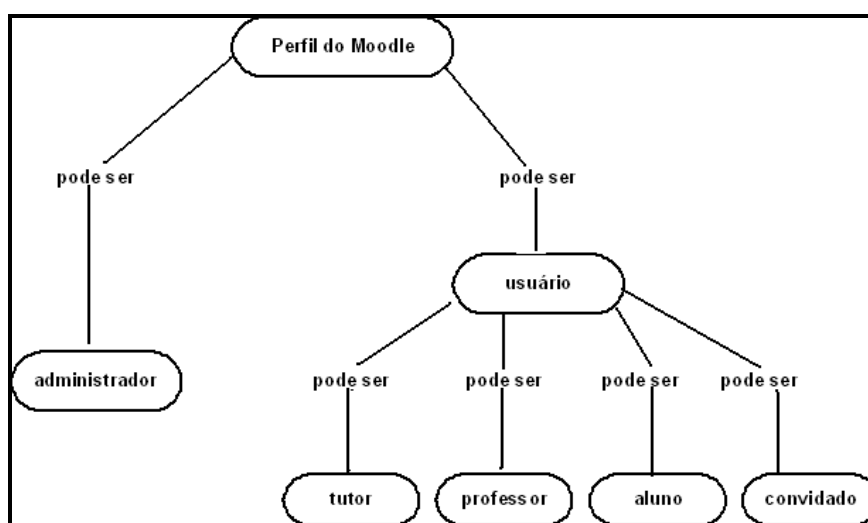 Perfil do Moodle
pode ser
pode ser
usuário
administrador
pode ser
pode ser
pode ser
pode ser
tutor
professor
aluno
convidado